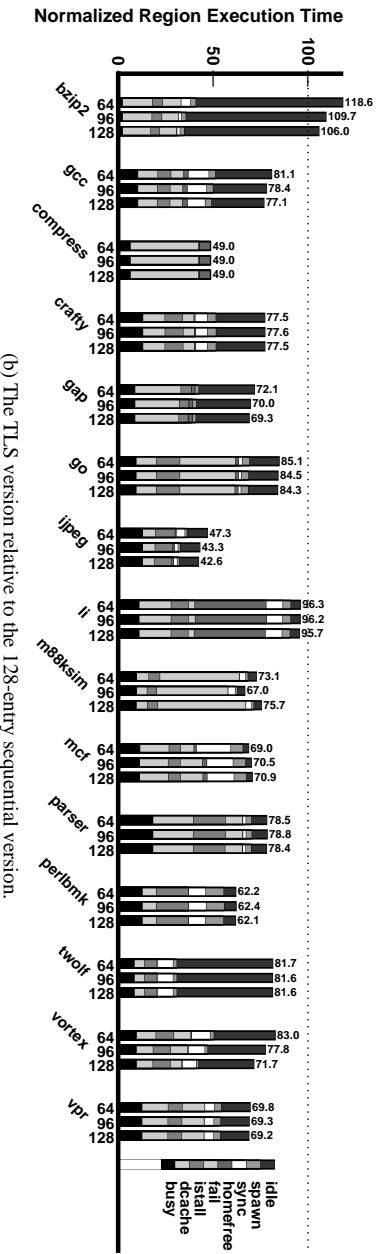 Normalized Region Execution Time
0
50
100
64 118.6
96 109.7
128 106.0
bzip2
64 81.1
96 78.4
128 77.1
gcc
64 49.0
96 49.0
128 49.0
compress
64 77.5
96 77.6
128 77.5
crafty
64 72.1
96 70.0
128 69.3
gap
64 85.1
96 84.5
128 84.3
go
64 47.3
96 43.3
128 42.6
ijpeg
64 96.3
96 96.2
128 95.7
li
64 73.1
96 67.0
128 75.7
m88ksim
64 69.0
96 70.5
128 70.9
mcf
64 78.5
96 78.8
128 78.4
parser
64 62.2
96 62.4
128 62.1
perlbmk
64 81.7
96 81.6
128 81.6
twolf
64 83.0
96 77.8
128 71.7
vortex
64 69.8
96 69.3
128 69.2
vpr
idle
spawn
sync
homefree
fail
istall
dcache
busy
(b) The TLS version relative to the 128-entry sequential version.